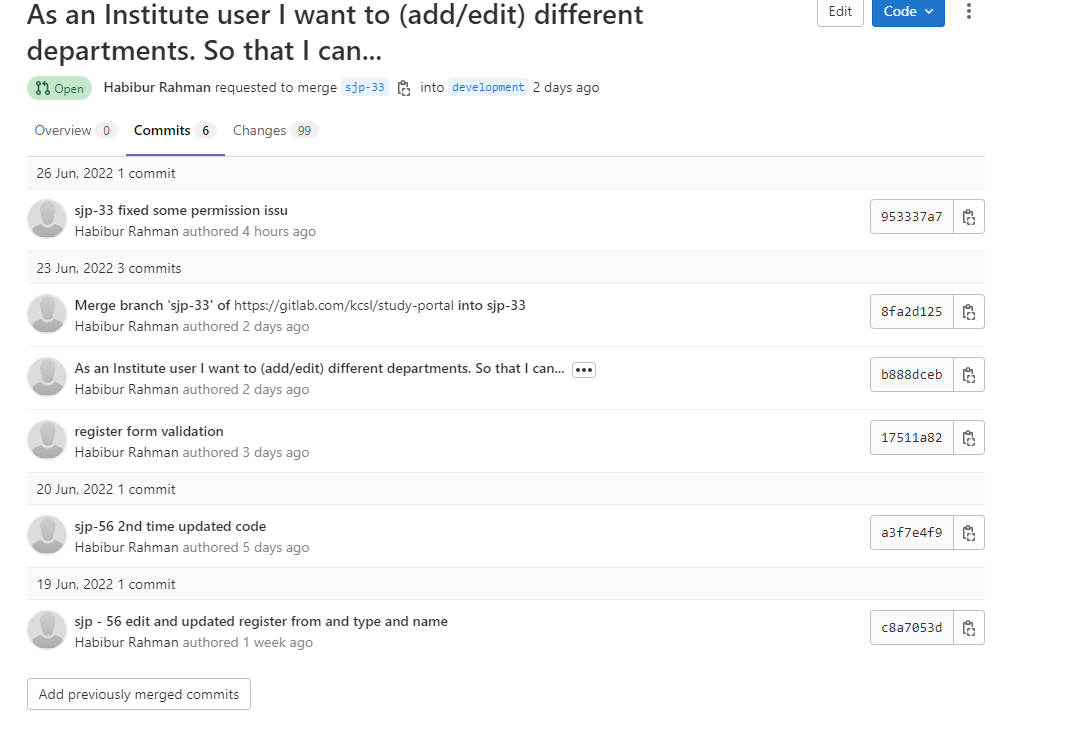 As an Institute user I want to (add/edit) different
departments. So that I can...
Edit
Code
Open
Habibur Rahman requested to merge sjp-33 into development 2 days ago
Overview 0
Commits 6
Changes 99
26 Jun, 2022 1 commit
sjp-33 fixed some permission issu
Habibur Rahman authored 4 hours ago
953337a7
23 Jun, 2022 3 commits
Merge branch 'sjp-33' of https://gitlab.com/kcsl/study-portal into sjp-33
Habibur Rahman authored 2 days ago
8fa2d125
As an Institute user I want to (add/edit) different departments. So that I can...
Habibur Rahman authored 2 days ago
b888dceb
register form validation
Habibur Rahman authored 3 days ago
17511a82
20 Jun, 2022 1 commit
sjp-56 2nd time updated code
Habibur Rahman authored 5 days ago
a3f7e4f9
19 Jun, 2022 1 commit
sjp - 56 edit and updated register from and type and name
Habibur Rahman authored 1 week ago
c8a7053d
Add previously merged commits